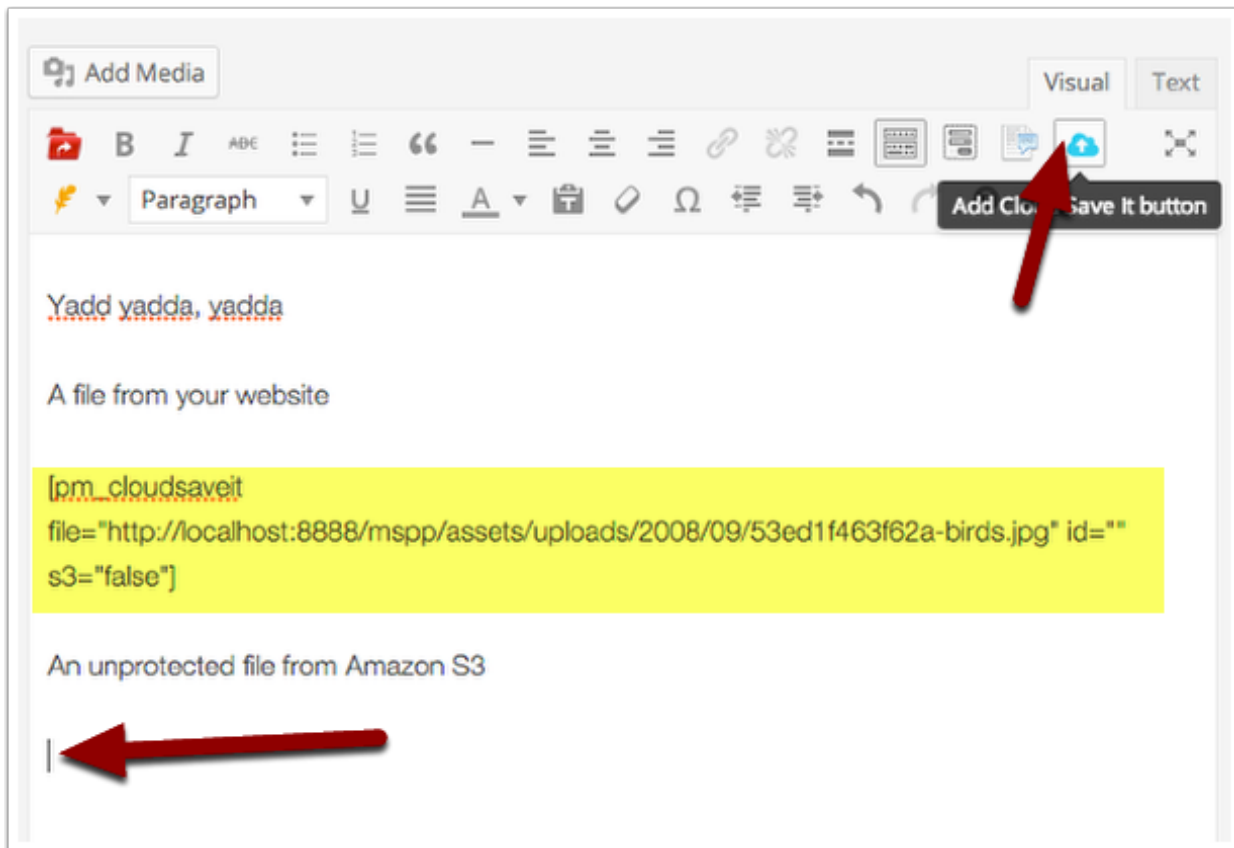 Add Media
Visual Text
B I ABC
Paragraph U A Ω
Add Cloud Save It button
Yadd yadda, yadda
A file from your website
[pm_cloudsaveit
file="http://localhost:8888/mspp/assets/uploads/2008/09/53ed1f463f62a-birds.jpg" id=""
s3="false"]
An unprotected file from Amazon S3